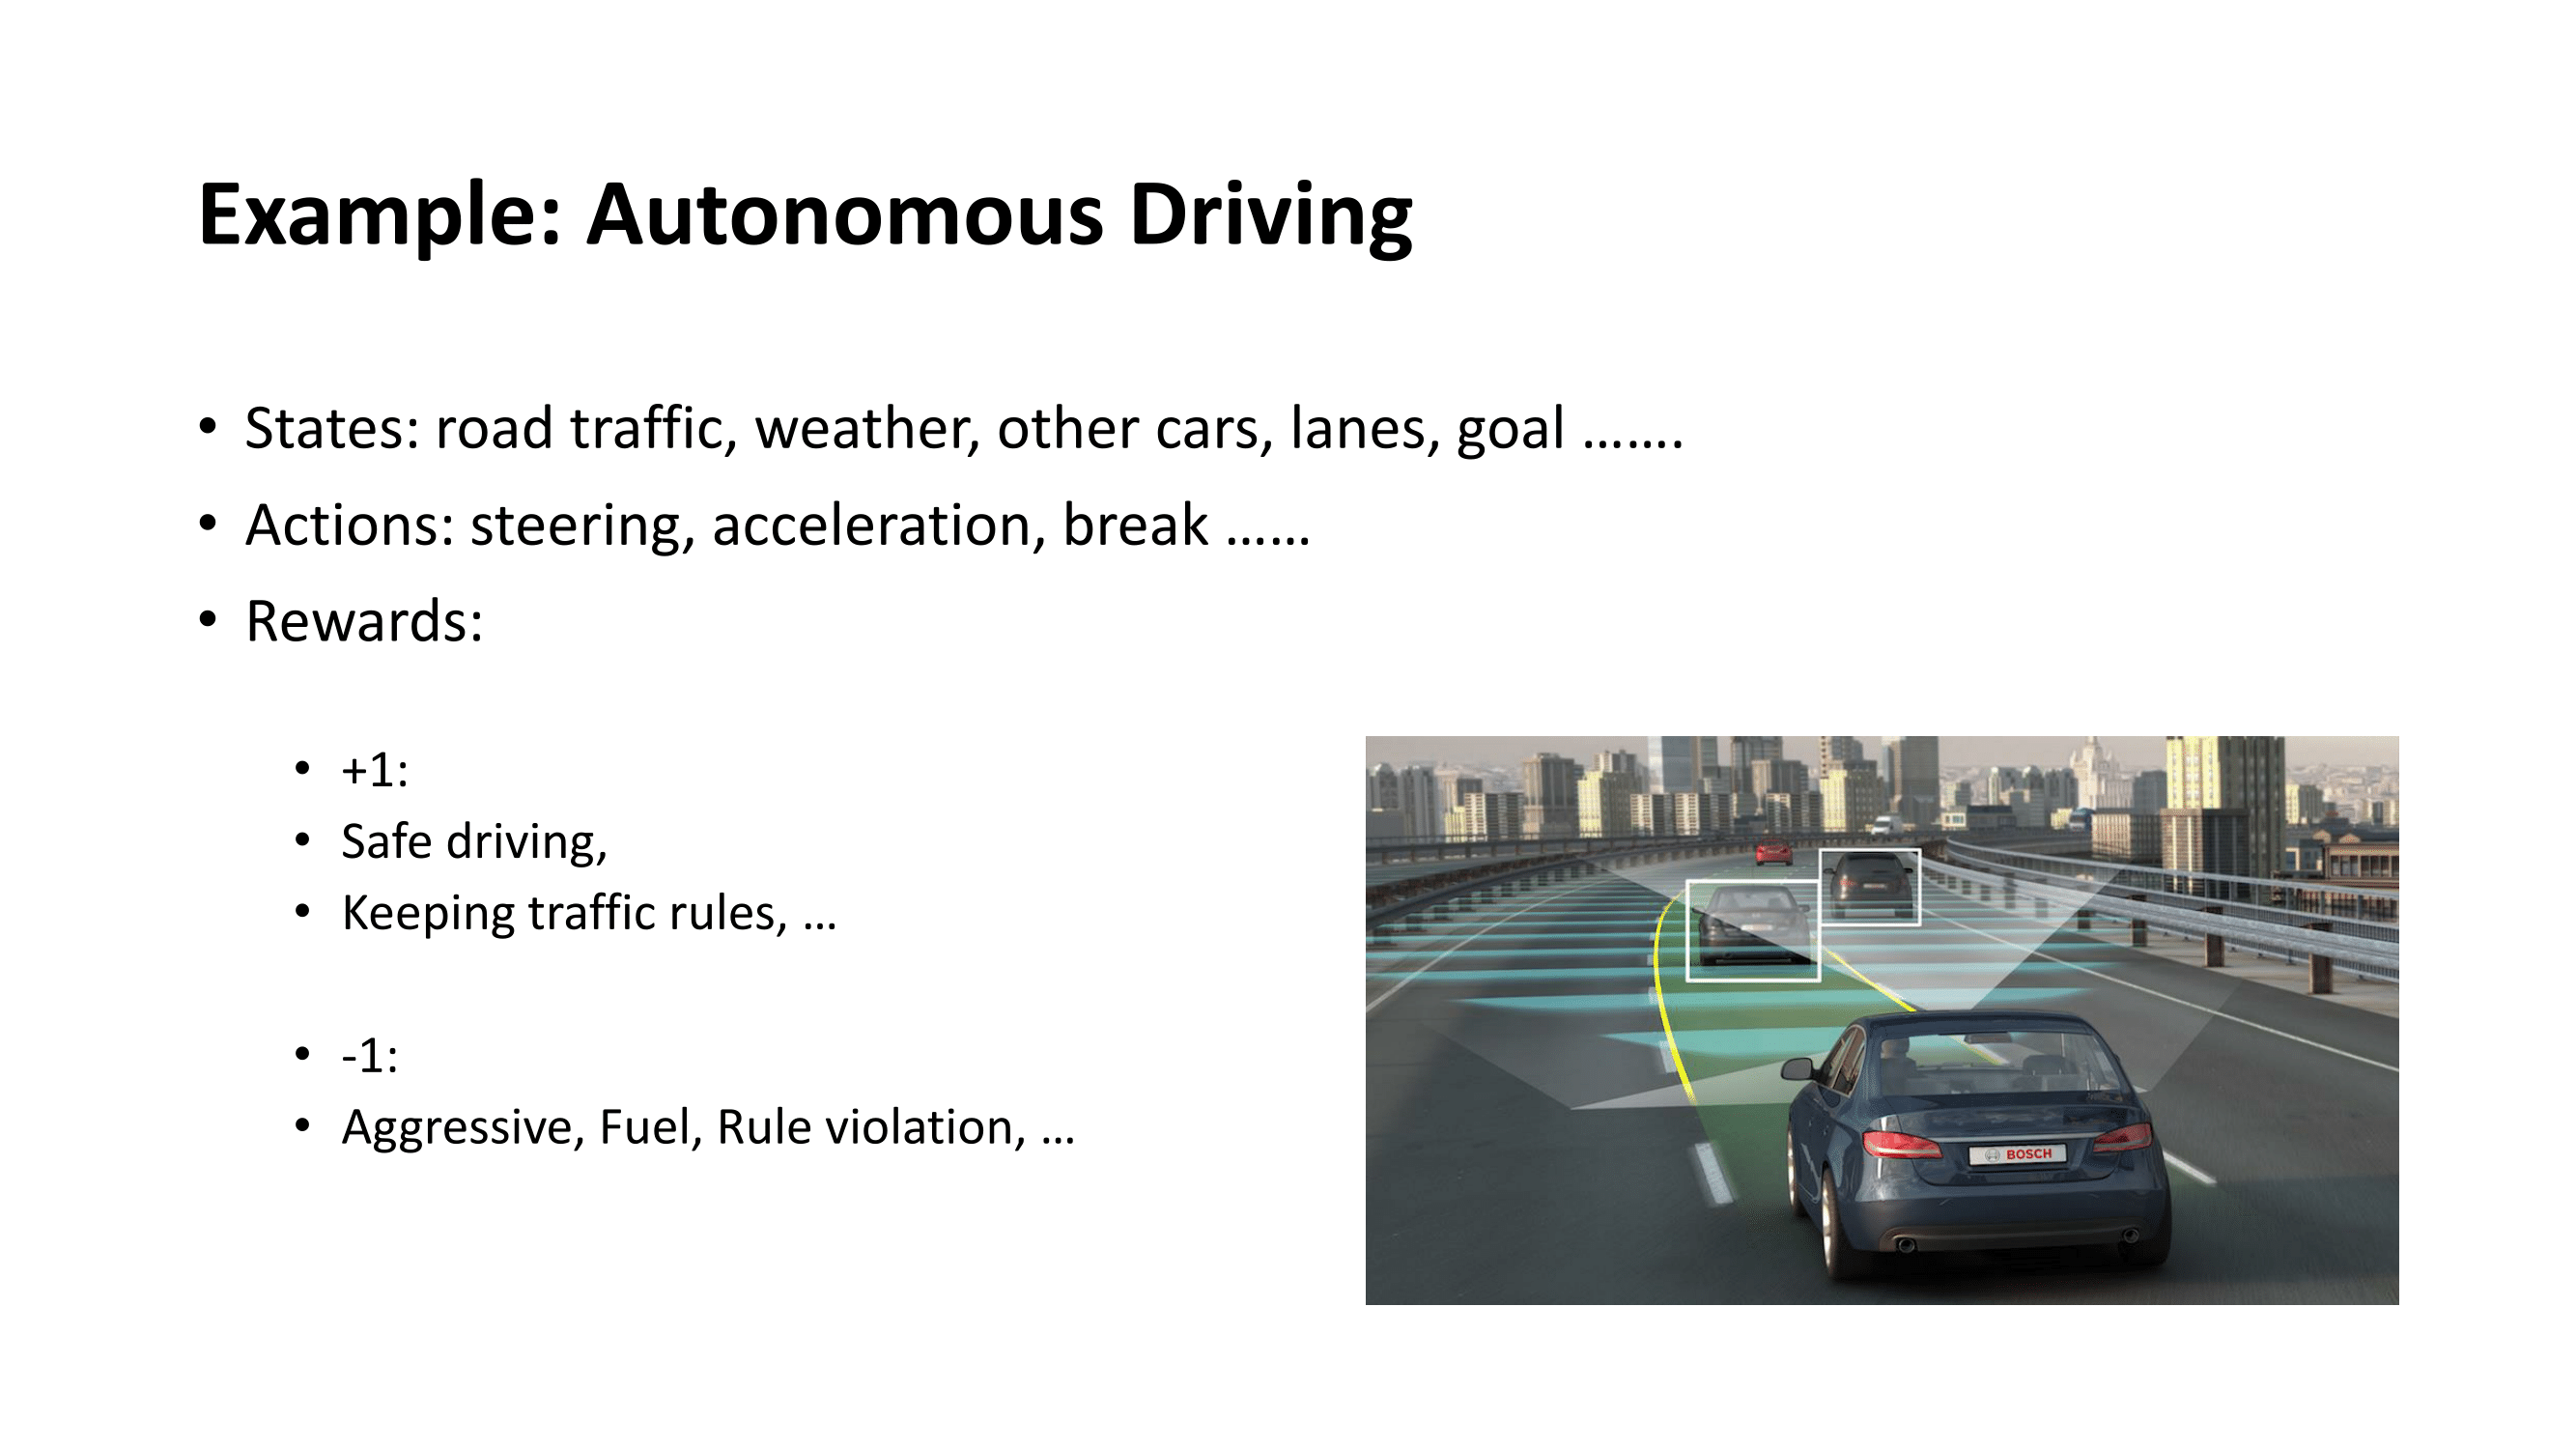 Example: Autonomous Driving
• States: road traffic, weather, other cars, lanes, goal …….
• Actions: steering, acceleration, break ……
• Rewards:
• +1:
• Safe driving,
• Keeping traffic rules, …
• -1:
• Aggressive, Fuel, Rule violation, …
BOSCH